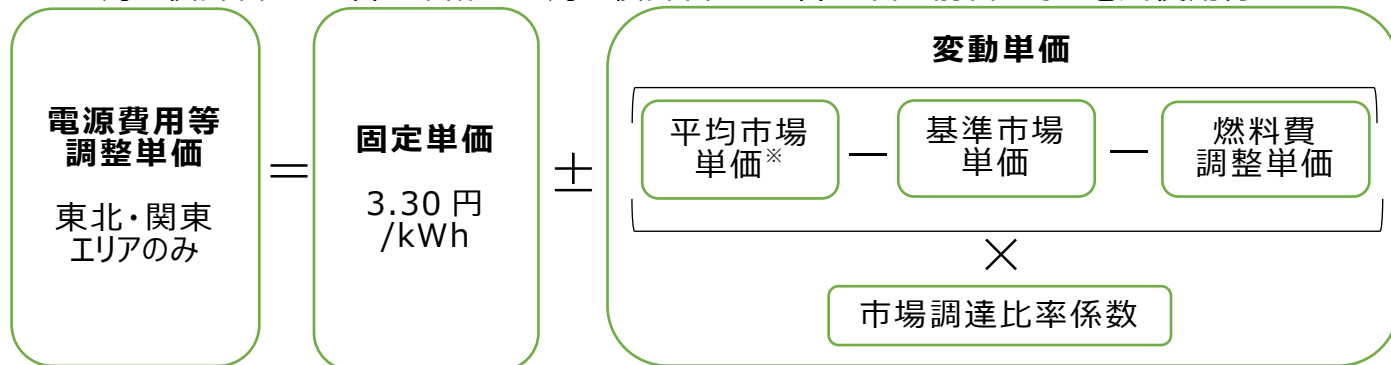 電源費用等
調整単価
東北・関東
エリアのみ
＝
固定単価
3.30 円
/kWh
±
変動単価
平均市場
単価※
－
基準市場
単価
－
燃料費
調整単価
×
市場調達比率係数